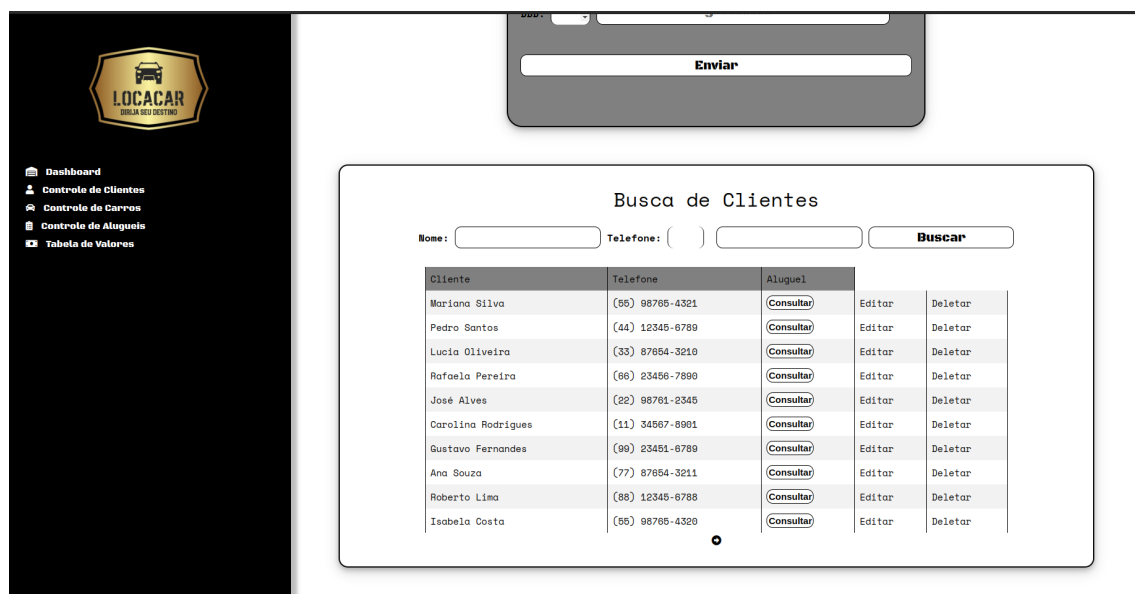 LOCACAR
DIRIJA SEU DESTINO
Dashboard
Controle de Clientes
Controle de Carros
Controle de Alugueis
Tabela de Valores
DDD:
Enviar
Busca de Clientes
Nome: Telefone: Buscar
Cliente Telefone Aluguel
Mariana Silva (55) 98765-4321 Consultar Editar Deletar
Pedro Santos (44) 12345-6789 Consultar Editar Deletar
Lucia Oliveira (33) 87654-3210 Consultar Editar Deletar
Rafaela Pereira (66) 23456-7890 Consultar Editar Deletar
José Alves (22) 98761-2345 Consultar Editar Deletar
Carolina Rodrigues (11) 34567-8901 Consultar Editar Deletar
Gustavo Fernandes (99) 23451-6789 Consultar Editar Deletar
Ana Souza (77) 87654-3211 Consultar Editar Deletar
Roberto Lima (88) 12345-6788 Consultar Editar Deletar
Isabela Costa (55) 98765-4320 Consultar Editar Deletar